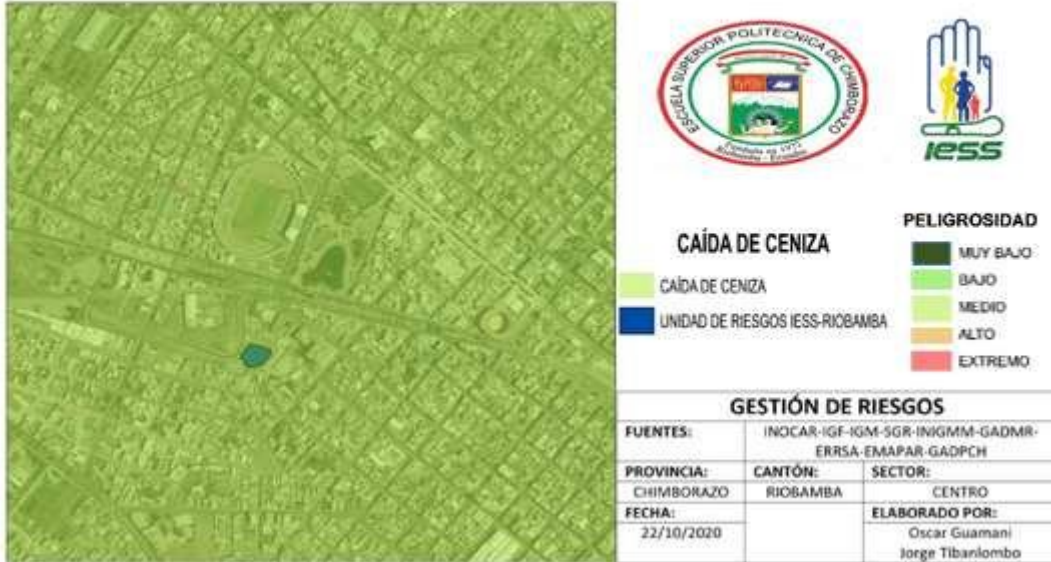 ESCUELA SUPERIOR POLITECNICA DE CHIMBORAZO
Riobamba - Ecuador
IESS
CAÍDA DE CENIZA
CAÍDA DE CENIZA
UNIDAD DE RIESGOS IESS-RIOBAMBA
PELIGROSIDAD
MUY BAJO
BAJO
MEDIO
ALTO
EXTREMO
GESTIÓN DE RIESGOS
FUENTES: INOCAR-IGF-IGM-SGR-INIGMM-GADMR-
ERRSA-EMAPAR-GADPCH
PROVINCIA: CANTÓN: SECTOR:
CHIMBORAZO RIOBAMBA CENTRO
FECHA: ELABORADO POR:
22/10/2020 Oscar Guamani
Jorge Tibanlombo